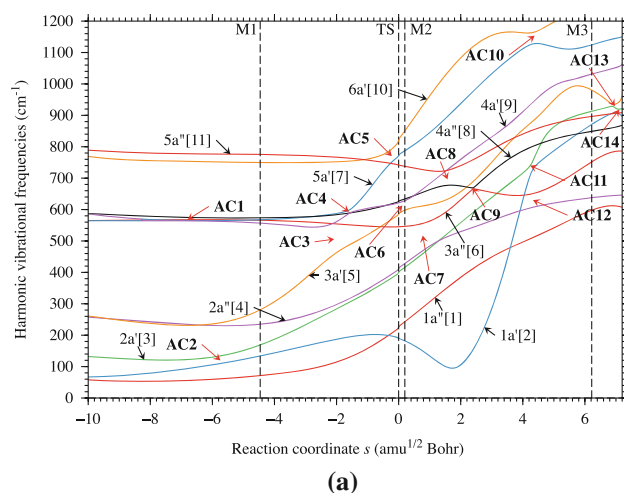 M1
TS
M2
M3
AC10
AC13
6a'[10]
4a'[9]
5a"[11]
AC5
4a"[8]
AC14
AC8
5a'[7]
AC4
AC11
AC1
AC9
AC12
AC3
AC6
3a"[6]
3a'[5]
AC7
2a"[4]
1a"[1]
2a'[3]
AC2
1a'[2]
Harmonic vibrational frequencies (cm-1)
1200
1100
1000
900
800
700
600
500
400
300
200
100
0
-10 -8 -6 -4 -2 0 2 4 6
Reaction coordinate s (amu1/2 Bohr)
(a)